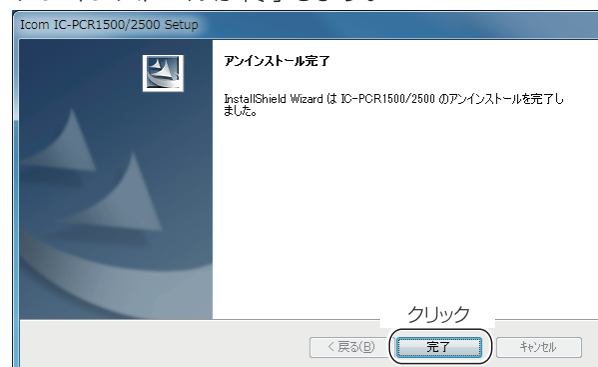 Icom IC-PCR1500/2500 Setup
アンインストール完了
InstallShield Wizard は IC-PCR1500/2500 のアンインストールを完了し
ました。
クリック
< 戻る(B)
完了
キャンセル